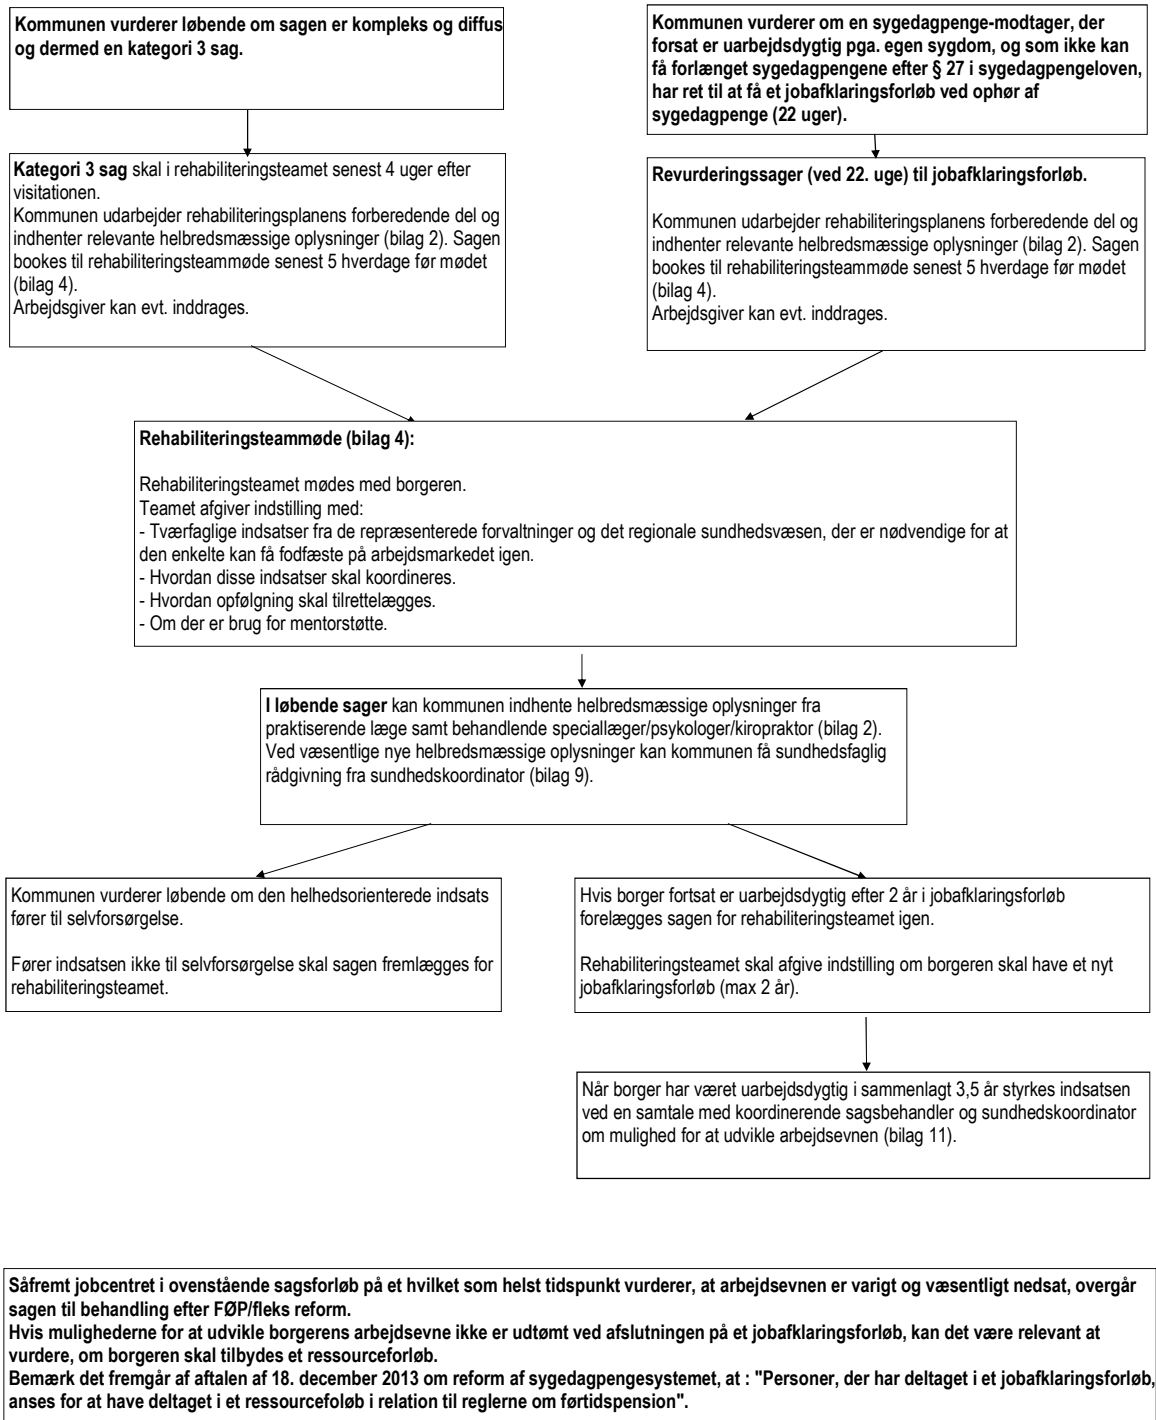 Kommunen vurderer løbende om sagen er kompleks og diffus
og dermed en kategori 3 sag.
Kommunen vurderer om en sygedagpenge-modtager, der
forsat er uarbejdsdygtig pga. egen sygdom, og som ikke kan
få forlænget sygedagpengene efter § 27 i sygedagpengeloven,
har ret til at få et jobafklaringsforløb ved ophør af
sygedagpenge (22 uger).
Kategori 3 sag skal i rehabiliteringsteamet senest 4 uger efter
visitationen.
Kommunen udarbejder rehabiliteringsplanens forberedende del og
indhenter relevante helbredsmæssige oplysninger (bilag 2). Sagen
bookes til rehabiliteringsteammøde senest 5 hverdage før mødet
(bilag 4).
Arbejdsgiver kan evt. inddrages.
Revurderingssager (ved 22. uge) til jobafklaringsforløb.
Kommunen udarbejder rehabiliteringsplanens forberedende del og
indhenter relevante helbredsmæssige oplysninger (bilag 2). Sagen
bookes til rehabiliteringsteammøde senest 5 hverdage før mødet
(bilag 4).
Arbejdsgiver kan evt. inddrages.
Rehabiliteringsteammøde (bilag 4):
Rehabiliteringsteamet mødes med borgeren.
Teamet afgiver indstilling med:
- Tværfaglige indsatser fra de repræsenterede forvaltninger og det regionale sundhedsvæsen, der er nødvendige for at
den enkelte kan få fodfæste på arbejdsmarkedet igen.
- Hvordan disse indsatser skal koordineres.
- Hvordan opfølgning skal tilrettelægges.
- Om der er brug for mentorstøtte.
I løbende sager kan kommunen indhente helbredsmæssige oplysninger fra
praktiserende læge samt behandlende speciallæger/psykologer/kiropraktor (bilag 2).
Ved væsentlige nye helbredsmæssige oplysninger kan kommunen få sundhedsfaglig
rådgivning fra sundhedskoordinator (bilag 9).
Kommunen vurderer løbende om den helhedsorienterede indsats
fører til selvforsørgelse.
Fører indsatsen ikke til selvforsørgelse skal sagen fremlægges for
rehabiliteringsteamet.
Hvis borger fortsat er uarbejdsdygtig efter 2 år i jobafklaringsforløb
forelægges sagen for rehabiliteringsteamet igen.
Rehabiliteringsteamet skal afgive indstilling om borgeren skal have et nyt
jobafklaringsforløb (max 2 år).
Når borger har været uarbejdsdygtig i sammenlagt 3,5 år styrkes indsatsen
ved en samtale med koordinerende sagsbehandler og sundhedskoordinator
om mulighed for at udvikle arbejdsevnen (bilag 11).
Såfremt jobcentret i ovenstående sagsforløb på et hvilket som helst tidspunkt vurderer, at arbejdsevnen er varigt og væsentligt nedsat, overgår
sagen til behandling efter FØP/fleks reform.
Hvis mulighederne for at udvikle borgerens arbejdsevne ikke er udtømt ved afslutningen på et jobafklaringsforløb, kan det være relevant at
vurdere, om borgeren skal tilbydes et ressourceforløb.
Bemærk det fremgår af aftalen af 18. december 2013 om reform af sygedagpengesystemet, at : "Personer, der har deltaget i et jobafklaringsforløb,
anses for at have deltaget i et ressourcefoløb i relation til reglerne om førtidspension".